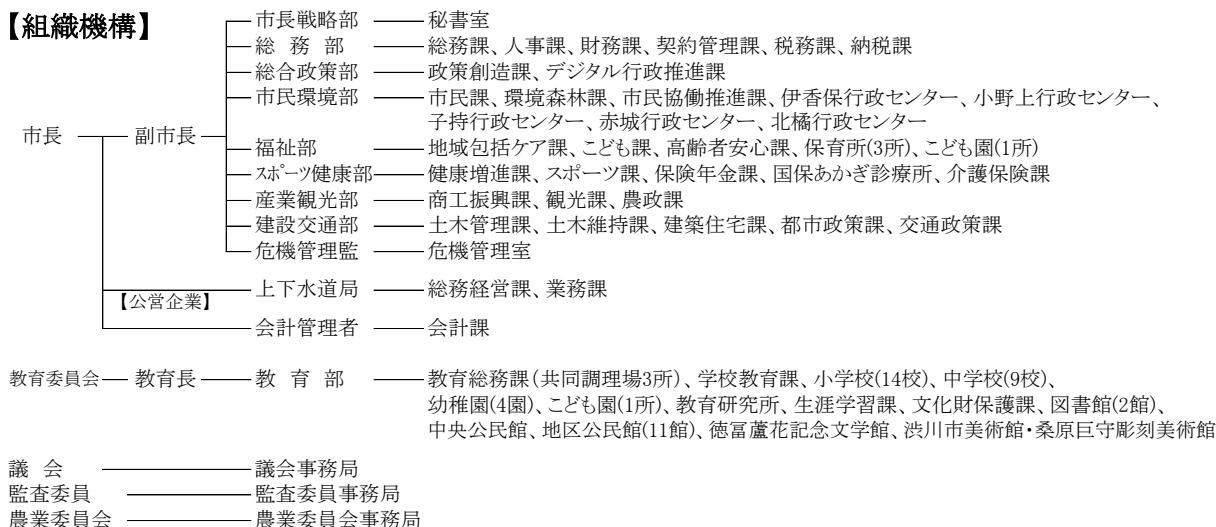 【組織機構】
市長戦略部 秘書室
総務部 総務課、人事課、財務課、契約管理課、税務課、納税課
総合政策部 政策創造課、デジタル行政推進課
市民環境部 市民課、環境森林課、市民協働推進課、伊香保行政センター、小野上行政センター、
子持行政センター、赤城行政センター、北橘行政センター
市長 副市長
福祉部 地域包括ケア課、こども課、高齢者安心課、保育所(3所)、こども園(1所)
スポーツ健康部 健康増進課、スポーツ課、保険年金課、国保あかぎ診療所、介護保険課
産業観光部 商工振興課、観光課、農政課
建設交通部 土木管理課、土木維持課、建築住宅課、都市政策課、交通政策課
危機管理監 危機管理室
【公営企業】 上下水道局 総務経営課、業務課
会計管理者 会計課
教育委員会 教育長 教育部 教育総務課(共同調理場3所)、学校教育課、小学校(14校)、中学校(9校)、
幼稚園(4園)、こども園(1所)、教育研究所、生涯学習課、文化財保護課、図書館(2館)、
中央公民館、地区公民館(11館)、徳冨蘆花記念文学館、渋川市美術館・桑原巨守彫刻美術館
議会 議会事務局
監査委員 監査委員事務局
農業委員会 農業委員会事務局